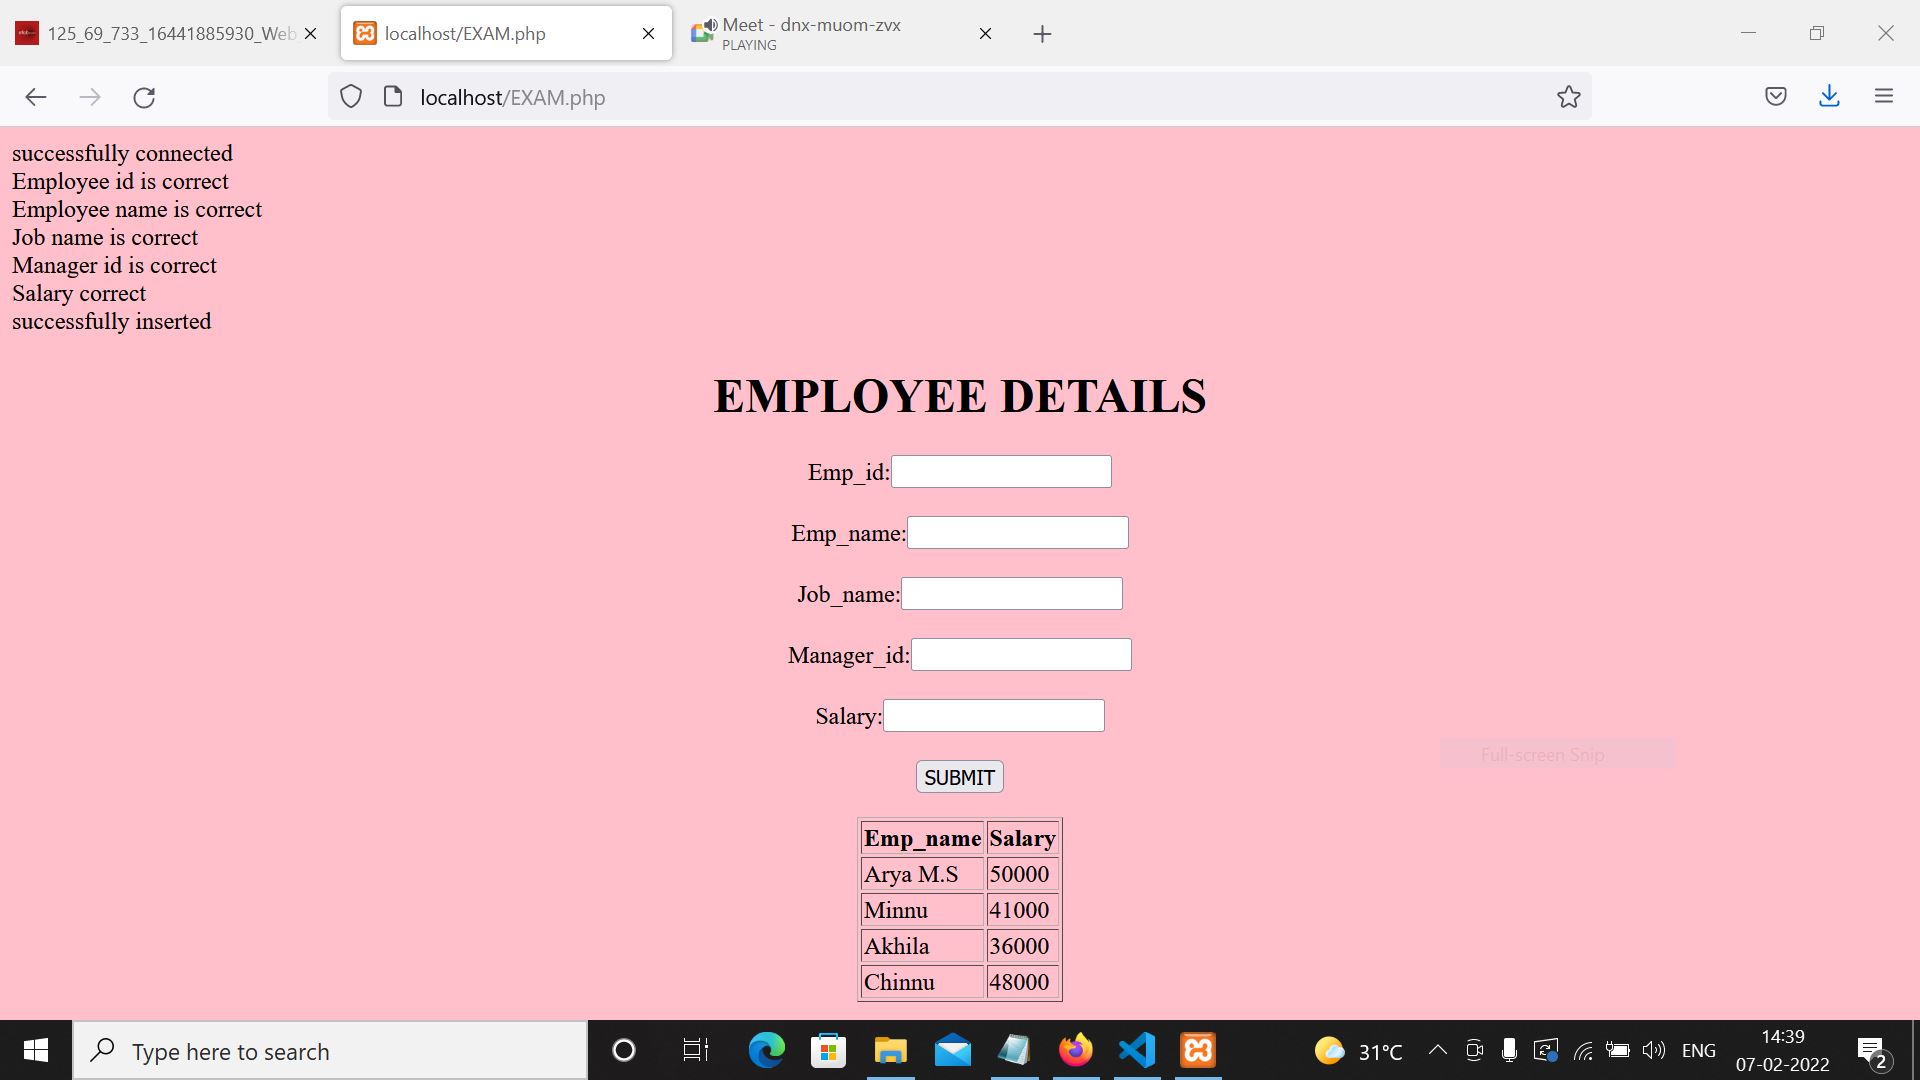 125_69_733_16441885930_Web
localhost/EXAM.php
Meet - dnx-muom-zvx
PLAYING
localhost/EXAM.php
successfully connected
Employee id is correct
Employee name is correct
Job name is correct
Manager id is correct
Salary correct
successfully inserted
EMPLOYEE DETAILS
Emp_id:
Emp_name:
Job_name:
Manager_id:
Salary:
Full-screen Snip
SUBMIT
Emp_name Salary
Arya M.S 50000
Minnu 41000
Akhila 36000
Chinnu 48000
Type here to search
31°C
ENG
14:39
07-02-2022
2